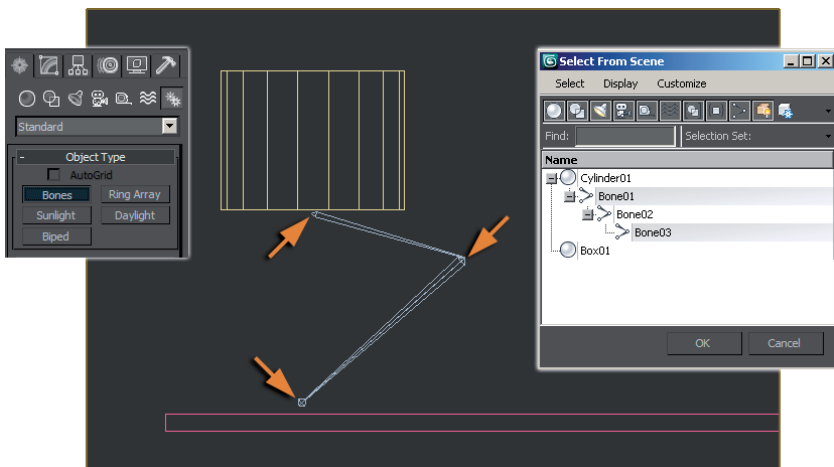 Standard
- Object Type
AutoGrid
Bones Ring Array
Sunlight Daylight
Biped
Select From Scene
Select Display Customize
Find: Selection Set:
Name
Cylinder01
Bone01
Bone02
Bone03
Box01
OK Cancel